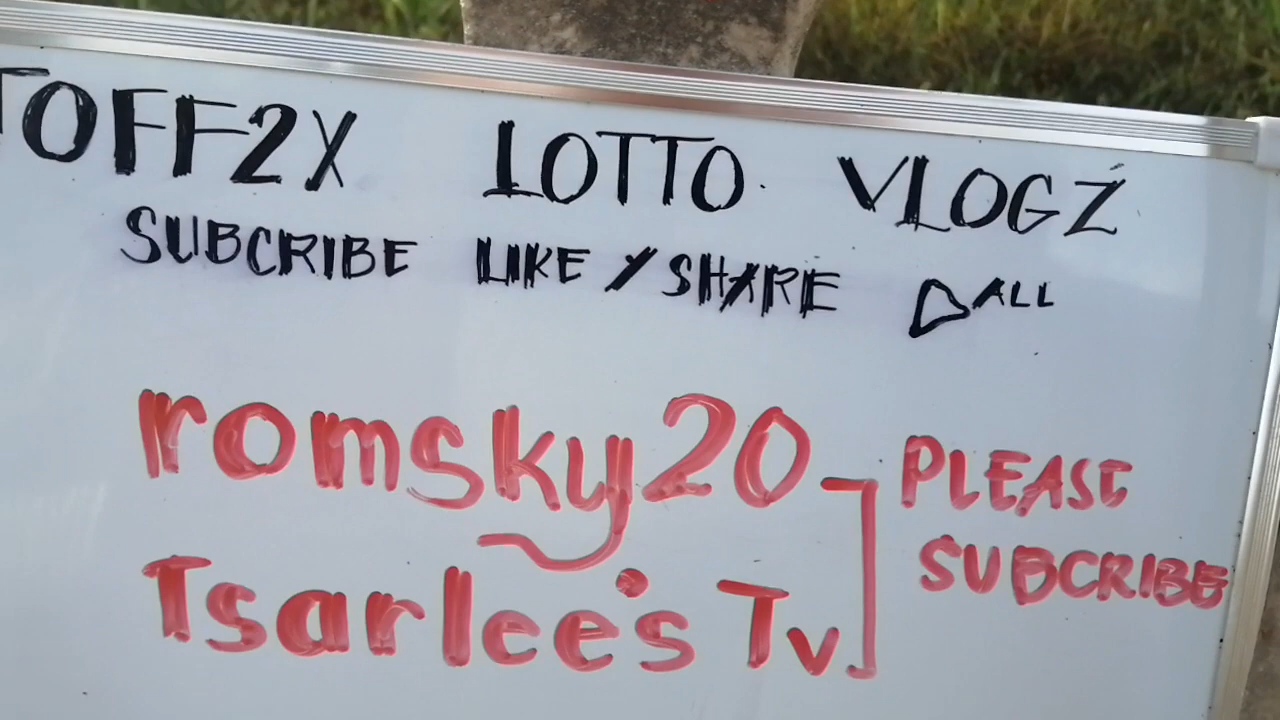 TOFF2X LOTTO VLOGZ
SUBCRIBE LIKE / SHARE ALL
romsky20
Tsarlee's Tv
PLEASE
SUBCRIBE